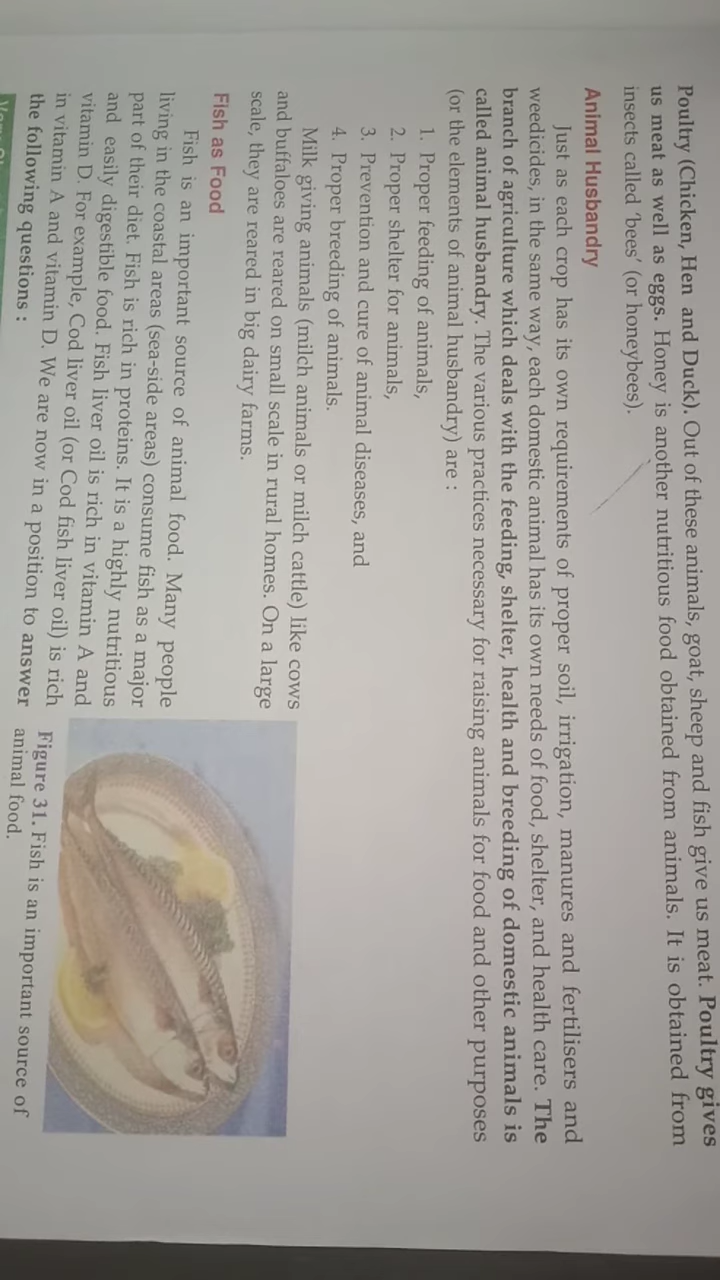 Poultry (Chicken, Hen and Duck). Out of these animals, goat, sheep and fish give us meat. Poultry gives
us meat as well as eggs. Honey is another nutritious food obtained from animals. It is obtained from
insects called ‘bees’ (or honeybees).
Animal Husbandry
Just as each crop has its own requirements of proper soil, irrigation, manures and fertilisers and
weedicides, in the same way, each domestic animal has its own needs of food, shelter, and health care. The
branch of agriculture which deals with the feeding, shelter, health and breeding of domestic animals is
called animal husbandry. The various practices necessary for raising animals for food and other purposes
(or the elements of animal husbandry) are :
1. Proper feeding of animals,
2. Proper shelter for animals,
3. Prevention and cure of animal diseases, and
4. Proper breeding of animals.
Milk giving animals (milch animals or milch cattle) like cows
and buffaloes are reared on small scale in rural homes. On a large
scale, they are reared in big dairy farms.
Fish as Food
Fish is an important source of animal food. Many people
living in the coastal areas (sea-side areas) consume fish as a major
part of their diet. Fish is rich in proteins. It is a highly nutritious
and easily digestible food. Fish liver oil is rich in vitamin A and
vitamin D. For example, Cod liver oil (or Cod fish liver oil) is rich
in vitamin A and vitamin D. We are now in a position to answer
the following questions :
Figure 31. Fish is an important source of
animal food.